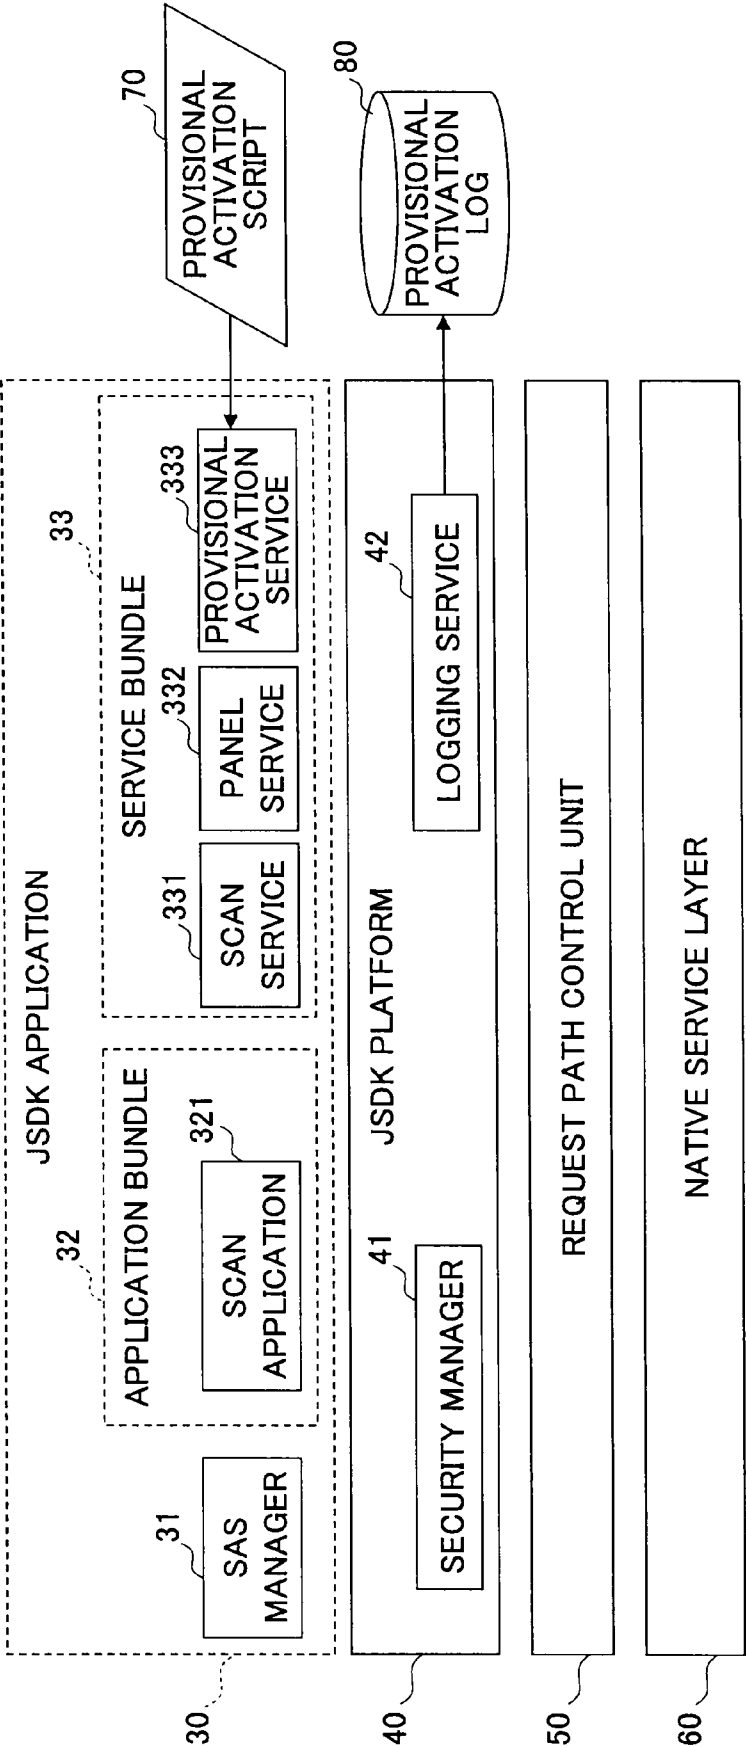 JSDK APPLICATION
30
31
SAS
MANAGER
32
APPLICATION BUNDLE
321
SCAN
APPLICATION
33
SERVICE BUNDLE
331
SCAN
SERVICE
332
PANEL
SERVICE
333
PROVISIONAL
ACTIVATION
SERVICE
70
PROVISIONAL
ACTIVATION
SCRIPT
40
JSDK PLATFORM
41
SECURITY MANAGER
42
LOGGING SERVICE
80
PROVISIONAL
ACTIVATION
LOG
50
REQUEST PATH CONTROL UNIT
60
NATIVE SERVICE LAYER